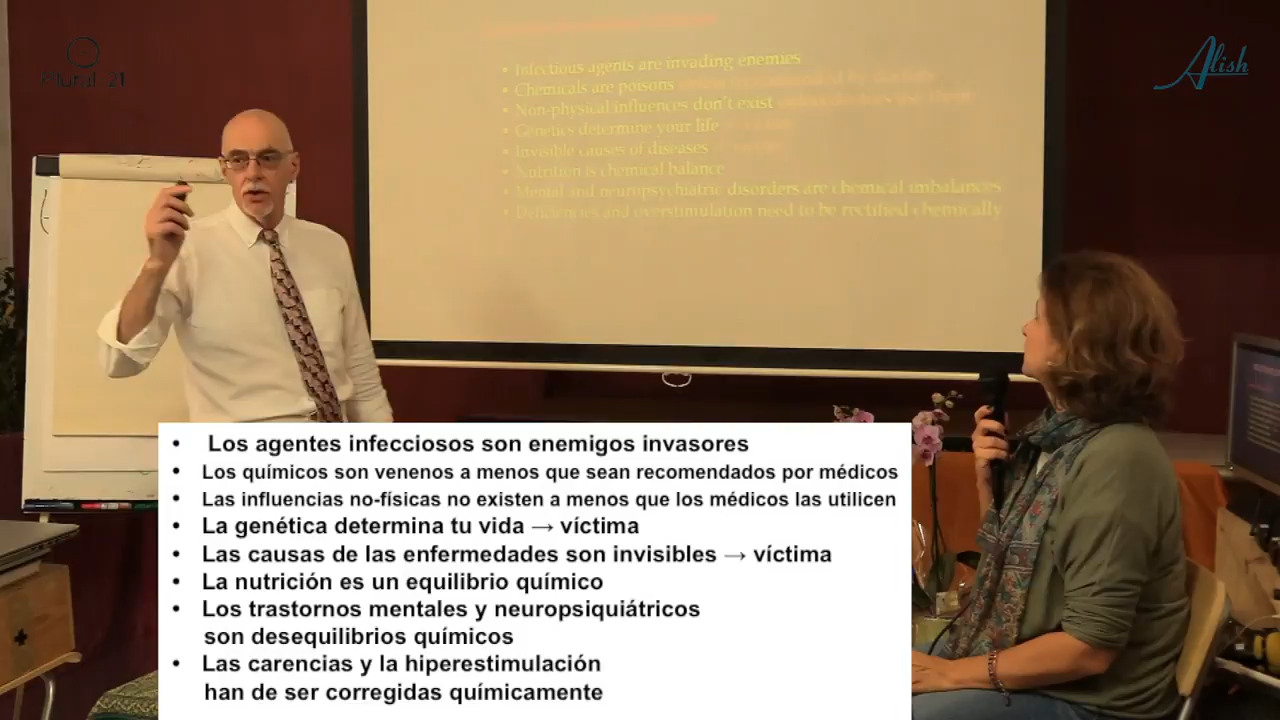 Plural 21
Alish
• Infectious agents are invading enemies
• Chemicals are poisons
• Non-physical influences don't exist
• Genetics determine your life
• Invisible causes of diseases
• Nutrition is chemical balance
• Mental and neuropsychiatric disorders are chemical imbalances
• Deficiencies and overstimulation need to be rectified chemically
• Los agentes infecciosos son enemigos invasores
• Los químicos son venenos a menos que sean recomendados por médicos
• Las influencias no-físicas no existen a menos que los médicos las utilicen
• La genética determina tu vida → víctima
• Las causas de las enfermedades son invisibles → víctima
• La nutrición es un equilibrio químico
• Los trastornos mentales y neuropsiquiátricos
son desequilibrios químicos
• Las carencias y la hiperestimulación
han de ser corregidas químicamente